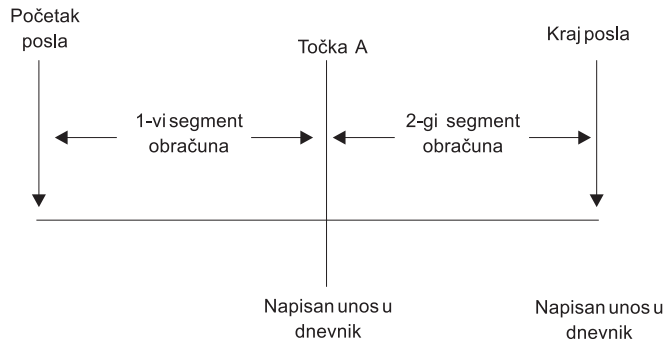 Početak
posla
Točka A
Kraj posla
1-vi segment
obračuna
2-gi segment
obračuna
Napisan unos u
dnevnik
Napisan unos u
dnevnik